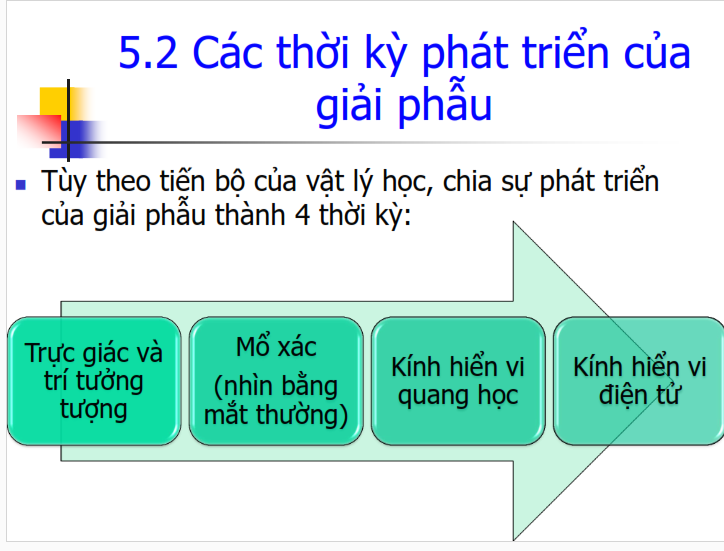 5.2 Các thời kỳ phát triển của
giải phẫu
Tùy theo tiến bộ của vật lý học, chia sự phát triển
của giải phẫu thành 4 thời kỳ:
Trực giác và
trí tưởng
tượng
Mổ xác
(nhìn bằng
mắt thường)
Kính hiển vi
quang học
Kính hiển vi
điện tử